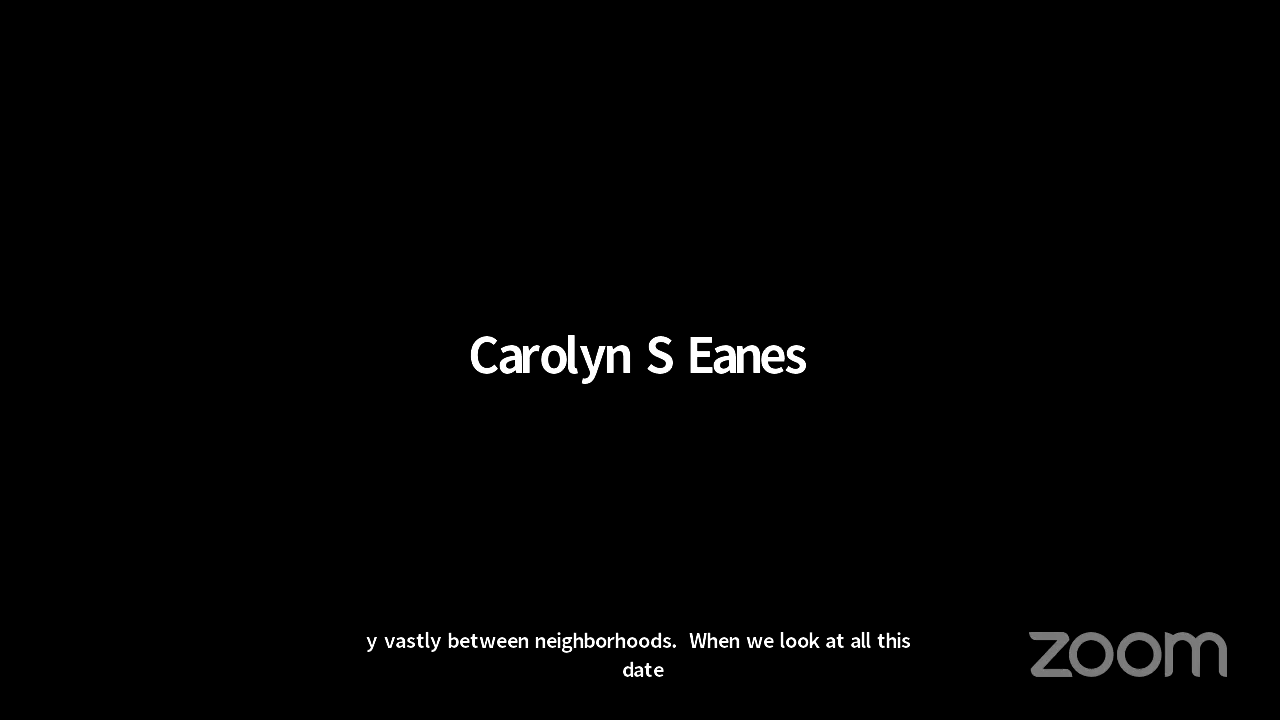 Carolyn S Eanes
y vastly between neighborhoods.  When we look at all this
date
zoom